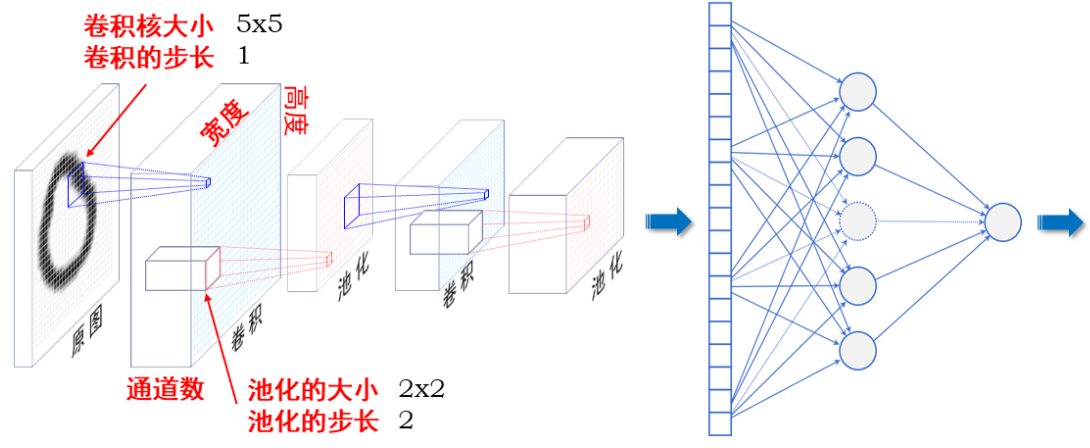 卷积核大小 5x5
卷积的步长 1
宽度
高度
原图
卷积
池化
卷积
池化
通道数
池化的大小 2x2
池化的步长 2